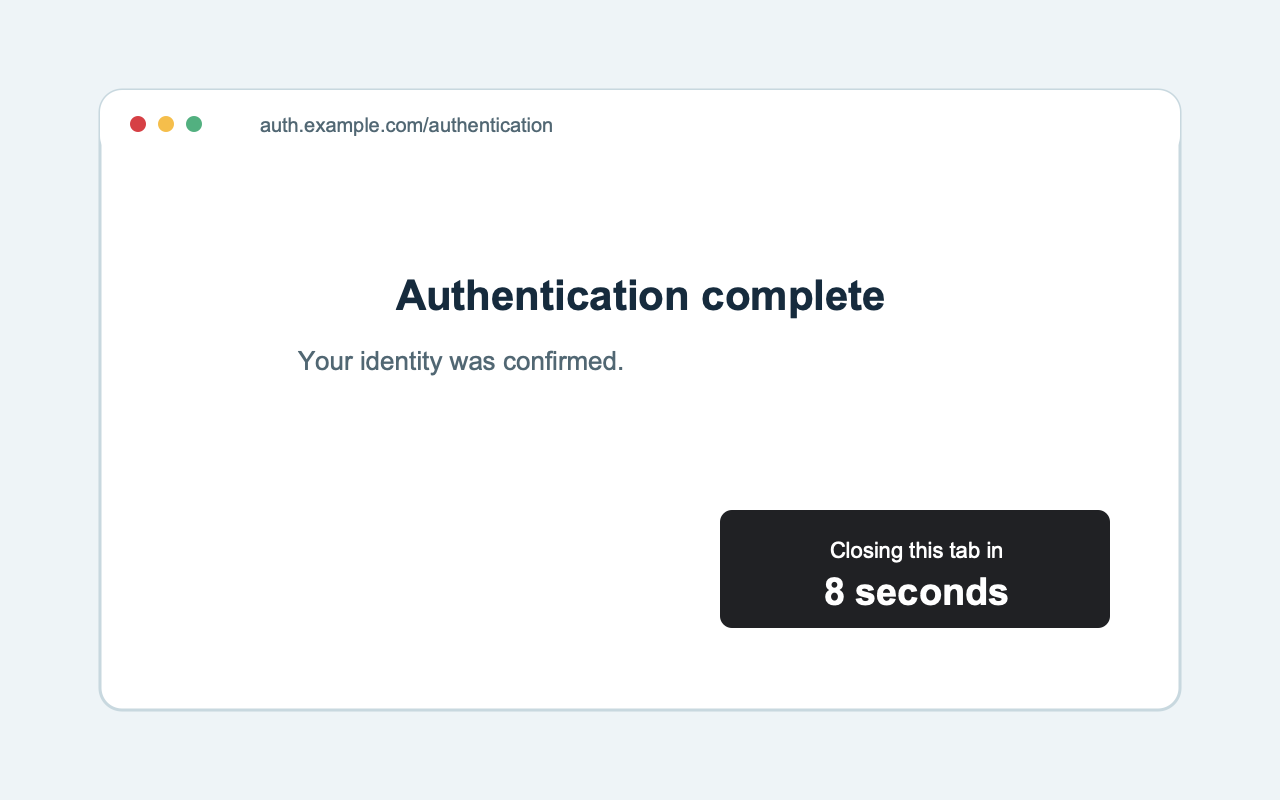 auth.example.com/authentication
Authentication complete
Your identity was confirmed.
Closing this tab in
8 seconds